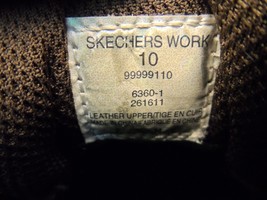 SKECHERS WORK
10
99999110
6360-1
261611
LEATHER UPPER/TIGE EN CUIR